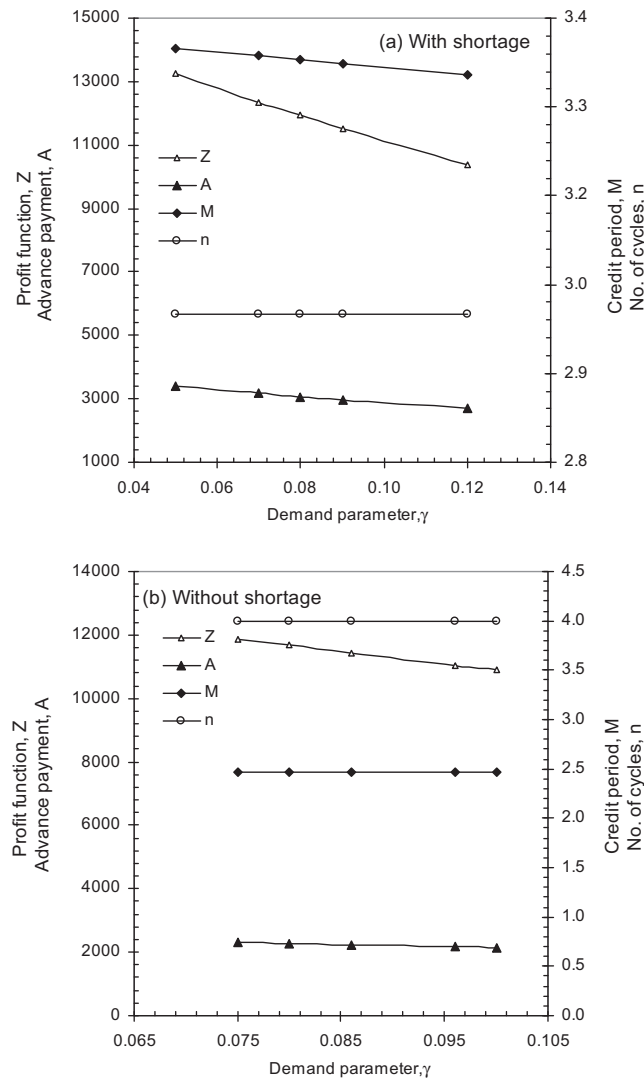 (a) With shortage
15000
13000
11000
9000
7000
5000
3000
1000
Profit function, Z
Advance payment, A
Z
A
M
n
3.4
3.3
3.2
3.1
3.0
2.9
2.8
Credit period, M
No. of cycles, n
0.04 0.06 0.08 0.10 0.12 0.14
Demand parameter,γ
(b) Without shortage
14000
12000
10000
8000
6000
4000
2000
0
Profit function, Z
Advance payment, A
Z
A
M
n
4.5
4.0
3.5
3.0
2.5
2.0
1.5
1.0
0.5
0.0
Credit period, M
No. of cycles, n
0.065 0.075 0.085 0.095 0.105
Demand parameter,γ